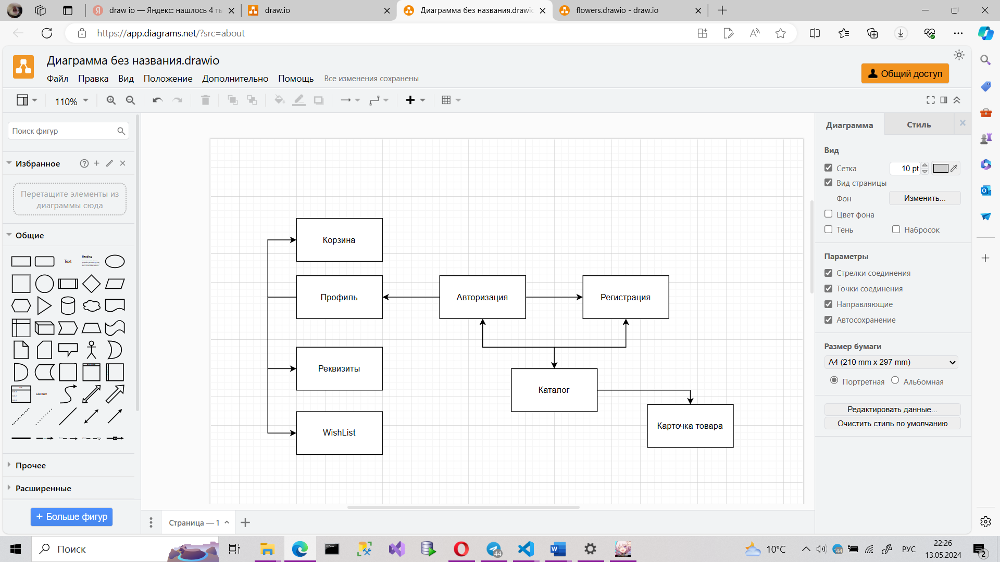 draw io — Яндекс: нашлось 4 ты
draw.io
Диаграмма без названия.drawio
flowers.drawio - draw.io
https://app.diagrams.net/?src=about
Диаграмма без названия.drawio
Файл Правка Вид Положение Дополнительно Помощь Все изменения сохранены
Общий доступ
110%
Поиск фигур
Избранное
Перетащите элементы из
диаграммы сюда
Общие
Text
Heading
List Item
Прочее
Расширенные
+ Больше фигур
Корзина
Профиль
Авторизация
Регистрация
Реквизиты
Каталог
WishList
Карточка товара
Страница — 1
Диаграмма
Стиль
Вид
Сетка
10 pt
Вид страницы
Фон
Изменить...
Цвет фона
Тень
Набросок
Параметры
Стрелки соединения
Точки соединения
Направляющие
Автосохранение
Размер бумаги
A4 (210 mm x 297 mm)
Портретная
Альбомная
Редактировать данные...
Очистить стиль по умолчанию
Поиск
44
10°C
44
РУС
22:26
13.05.2024
2